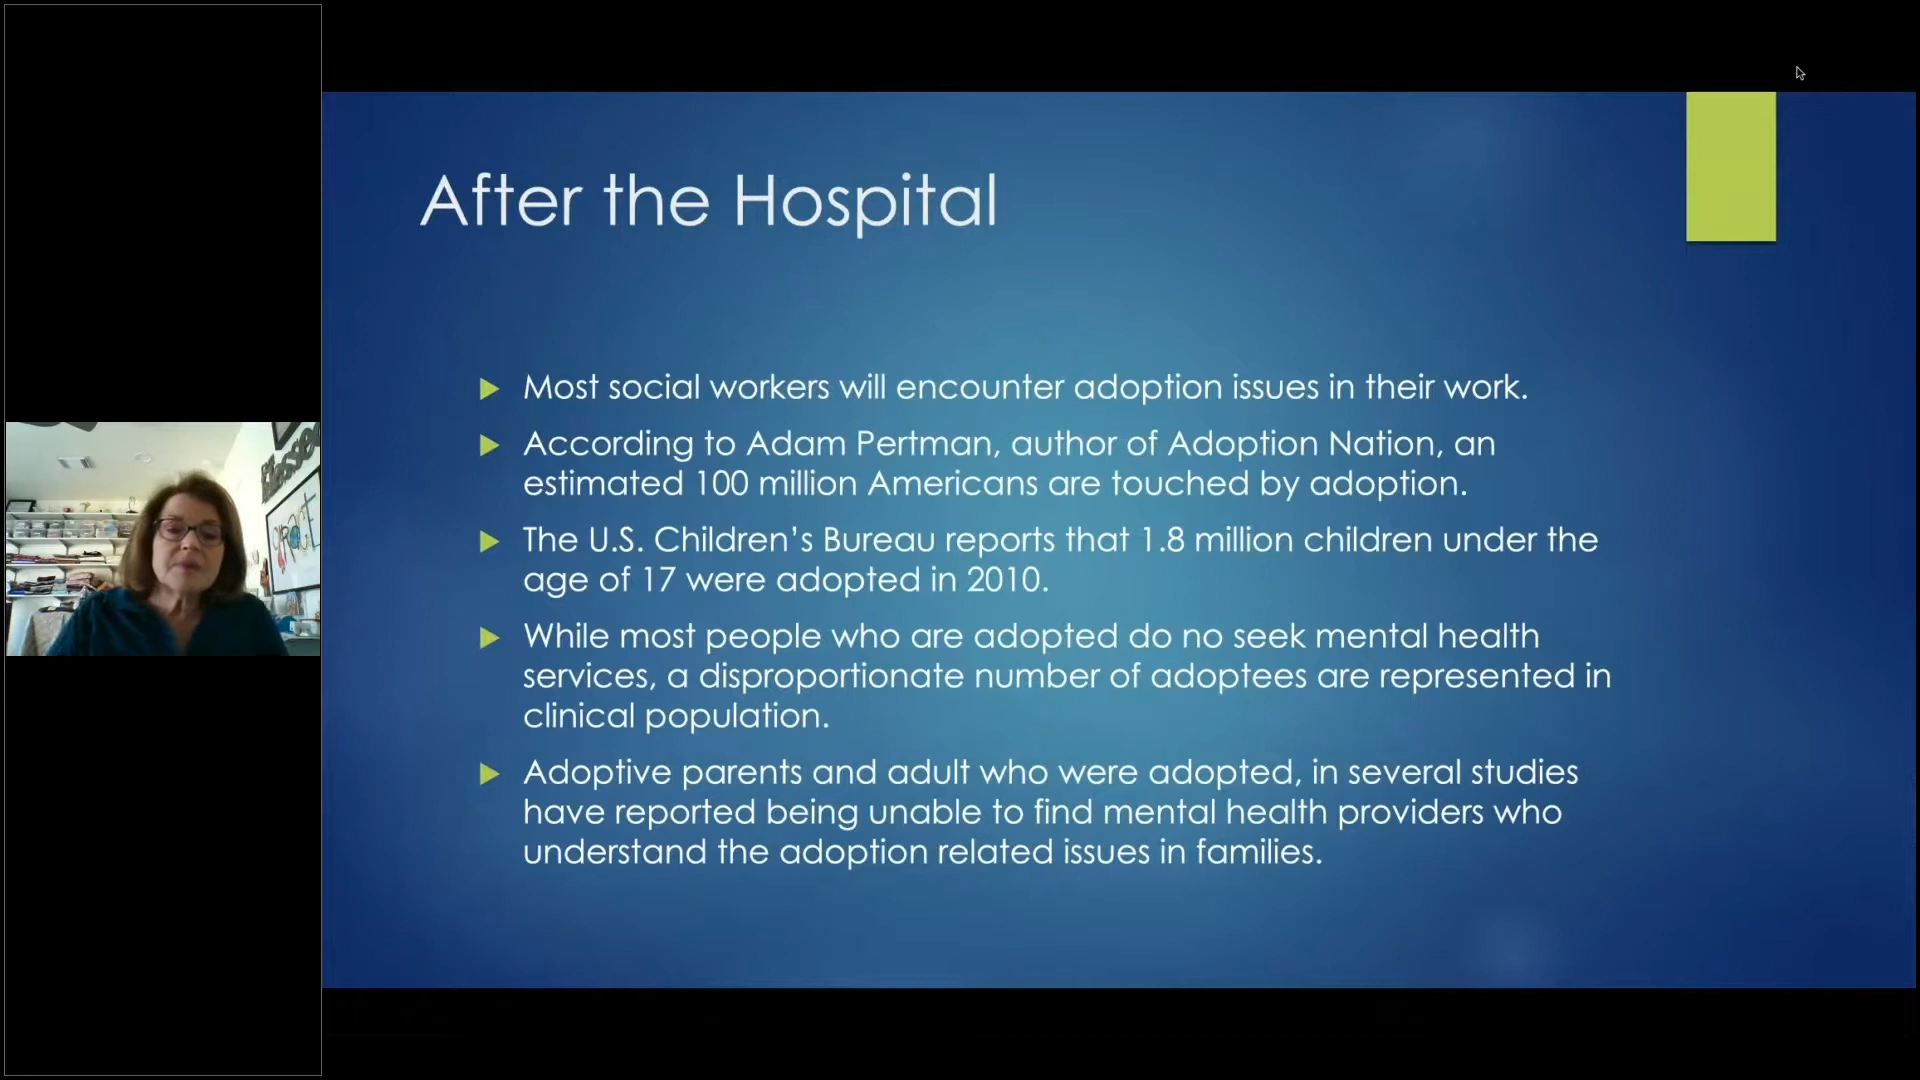 After the Hospital
Most social workers will encounter adoption issues in their work.
According to Adam Pertman, author of Adoption Nation, an
estimated 100 million Americans are touched by adoption.
The U.S. Children’s Bureau reports that 1.8 million children under the
age of 17 were adopted in 2010.
While most people who are adopted do no seek mental health
services, a disproportionate number of adoptees are represented in
clinical population.
Adoptive parents and adult who were adopted, in several studies
have reported being unable to find mental health providers who
understand the adoption related issues in families.